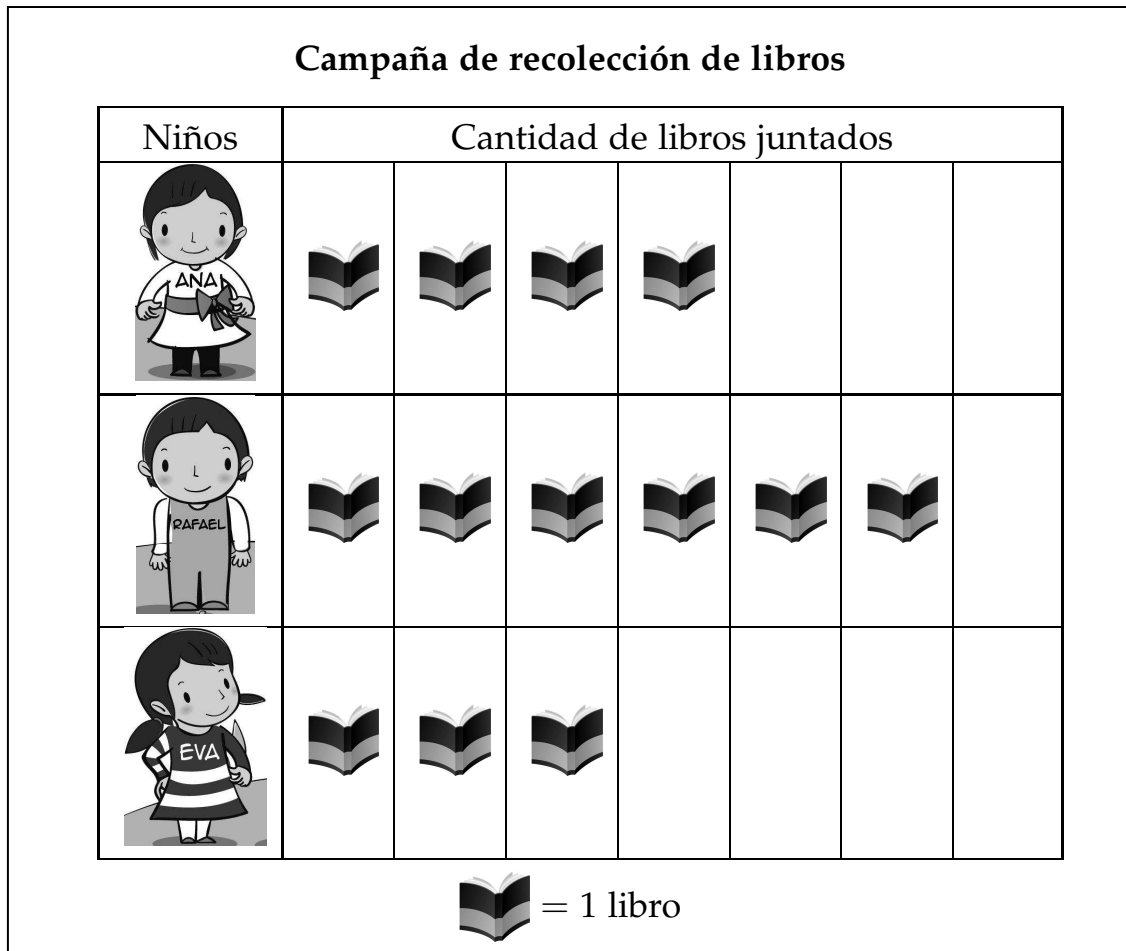 Campaña de recolección de libros
Niños Cantidad de libros juntados
ANA
RAFAEL
EVA
= 1 libro